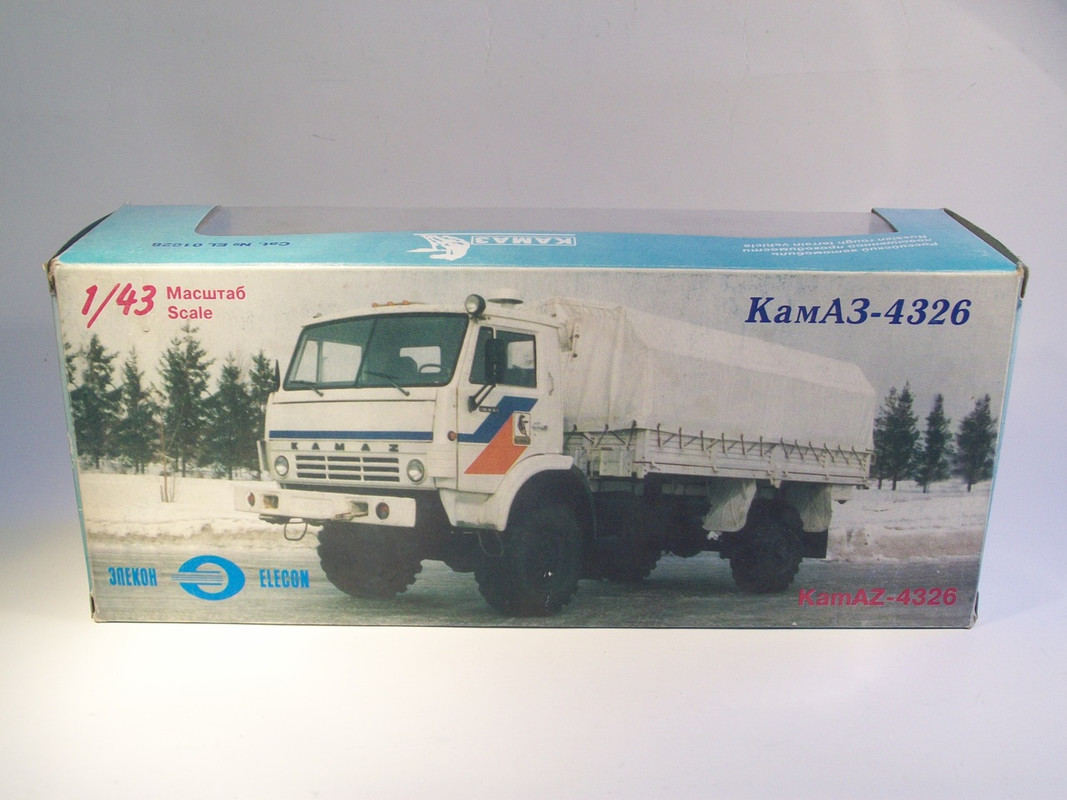 Cat. № EL 01028
КАМАЗ
Российский автомобиль
повышенной проходимости
Russian rough terrain vehicle
1/43 Масштаб
Scale
КамАЗ-4326
KAMAZ
ЭЛЕКОН ELECON
KamAZ-4326